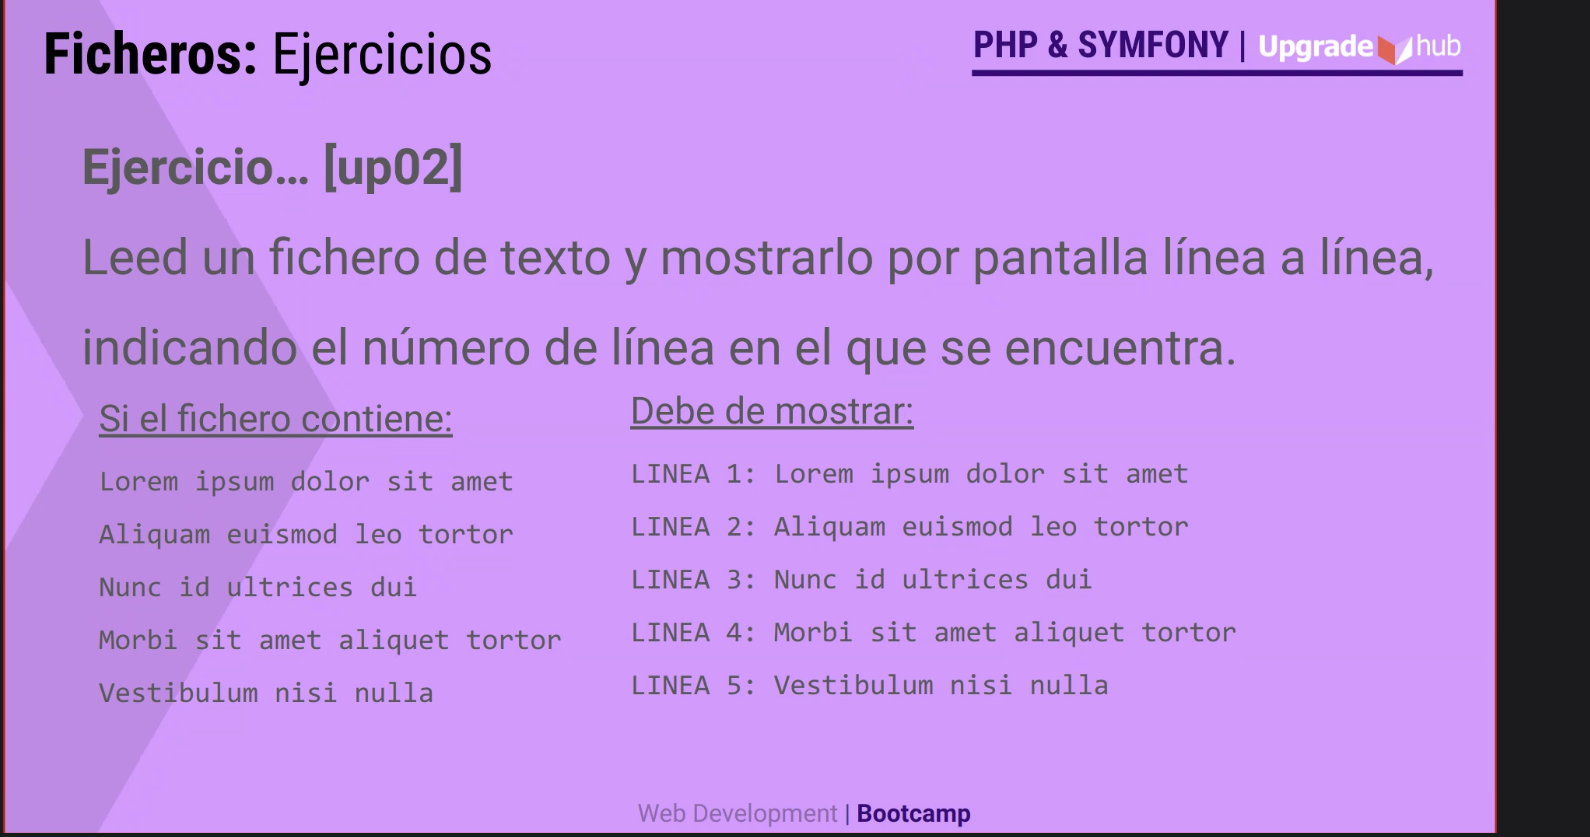 Ficheros: Ejercicios
PHP & SYMFONY | Upgrade hub
Ejercicio... [up02]
Leed un fichero de texto y mostrarlo por pantalla línea a línea,
indicando el número de línea en el que se encuentra.
Si el fichero contiene:
Lorem ipsum dolor sit amet
Aliquam euismod leo tortor
Nunc id ultrices dui
Morbi sit amet aliquet tortor
Vestibulum nisi nulla
Debe de mostrar:
LINEA 1: Lorem ipsum dolor sit amet
LINEA 2: Aliquam euismod leo tortor
LINEA 3: Nunc id ultrices dui
LINEA 4: Morbi sit amet aliquet tortor
LINEA 5: Vestibulum nisi nulla
Web Development | Bootcamp